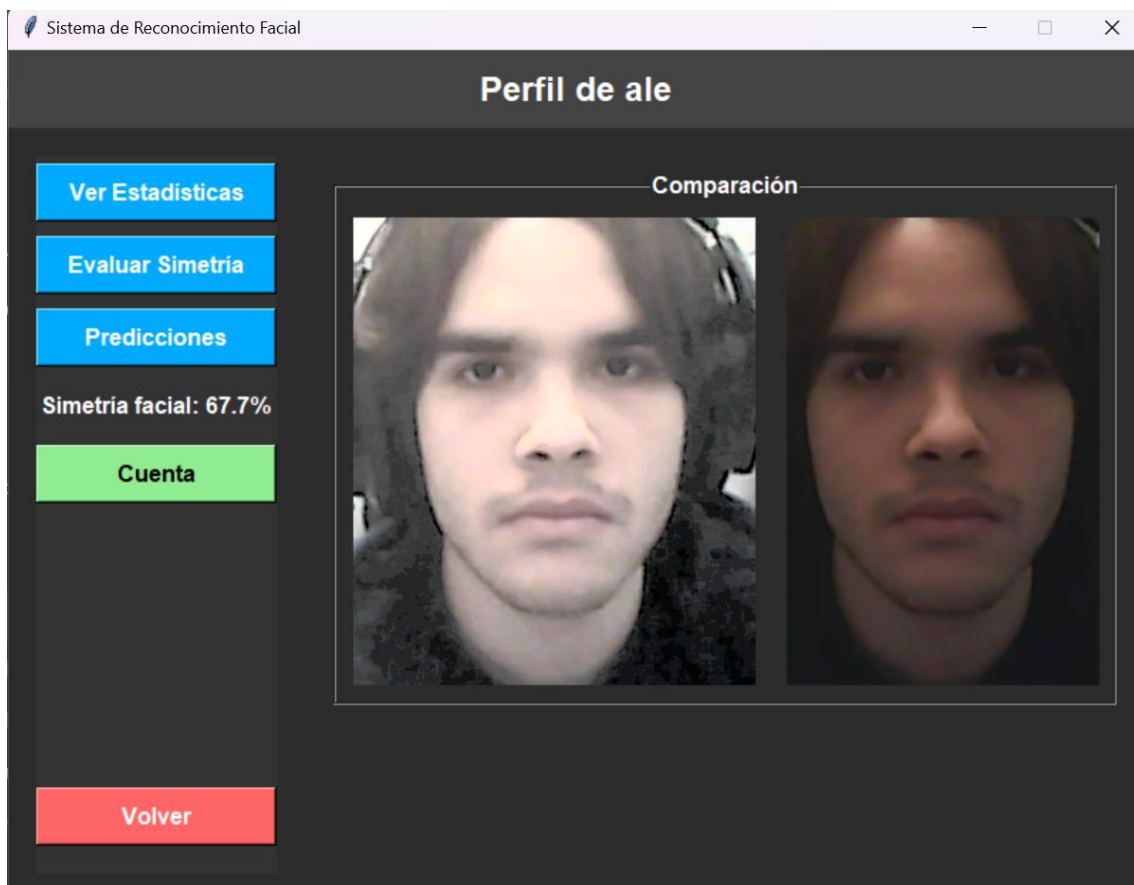 Sistema de Reconocimiento Facial
Perfil de ale
Ver Estadísticas
Evaluar Simetría
Predicciones
Simetría facial: 67.7%
Cuenta
Volver
Comparación